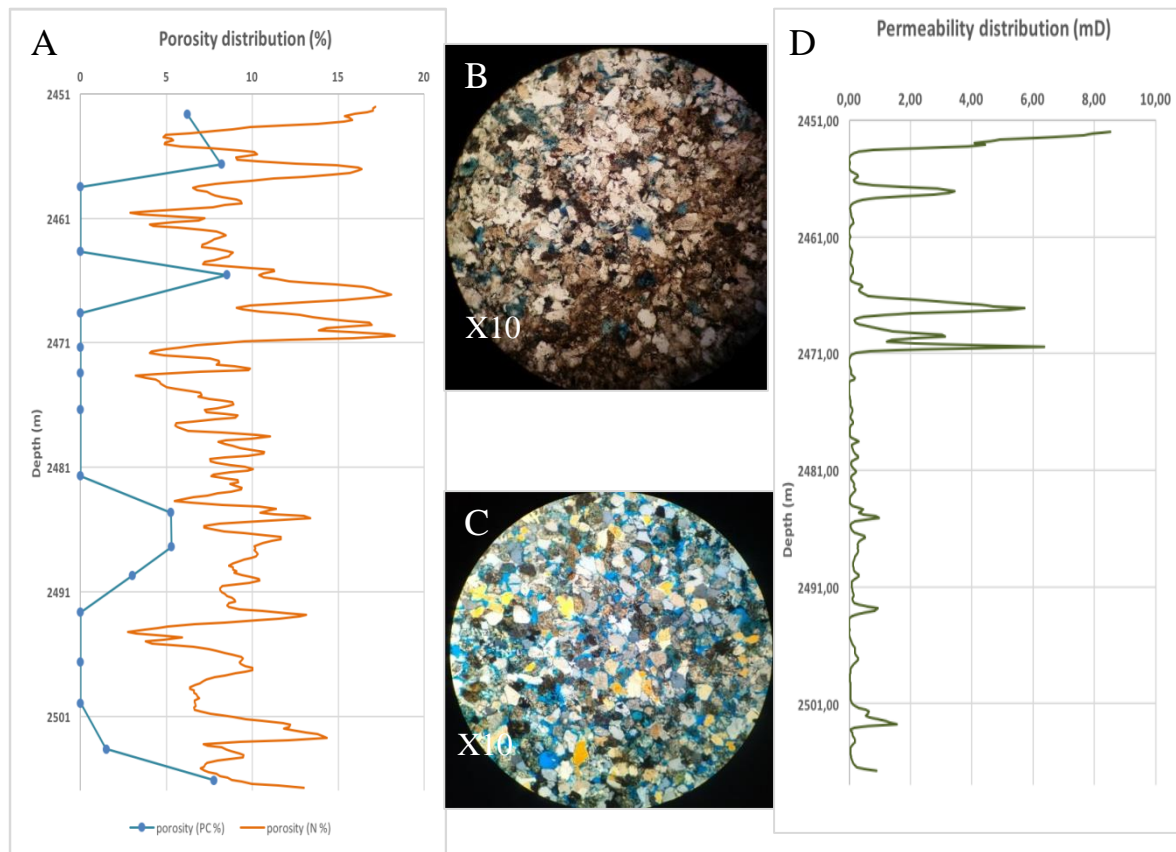 A
Porosity distribution (%)
0 5 10 15 20
2451
2461
2471
2481
2491
2501
Depth (m)
porosity (PC %) porosity (N %)
B
X10
C
X10
D
Permeability distribution (mD)
0,00 2,00 4,00 6,00 8,00 10,00
2451,00
2461,00
2471,00
2481,00
2491,00
2501,00
Depth (m)